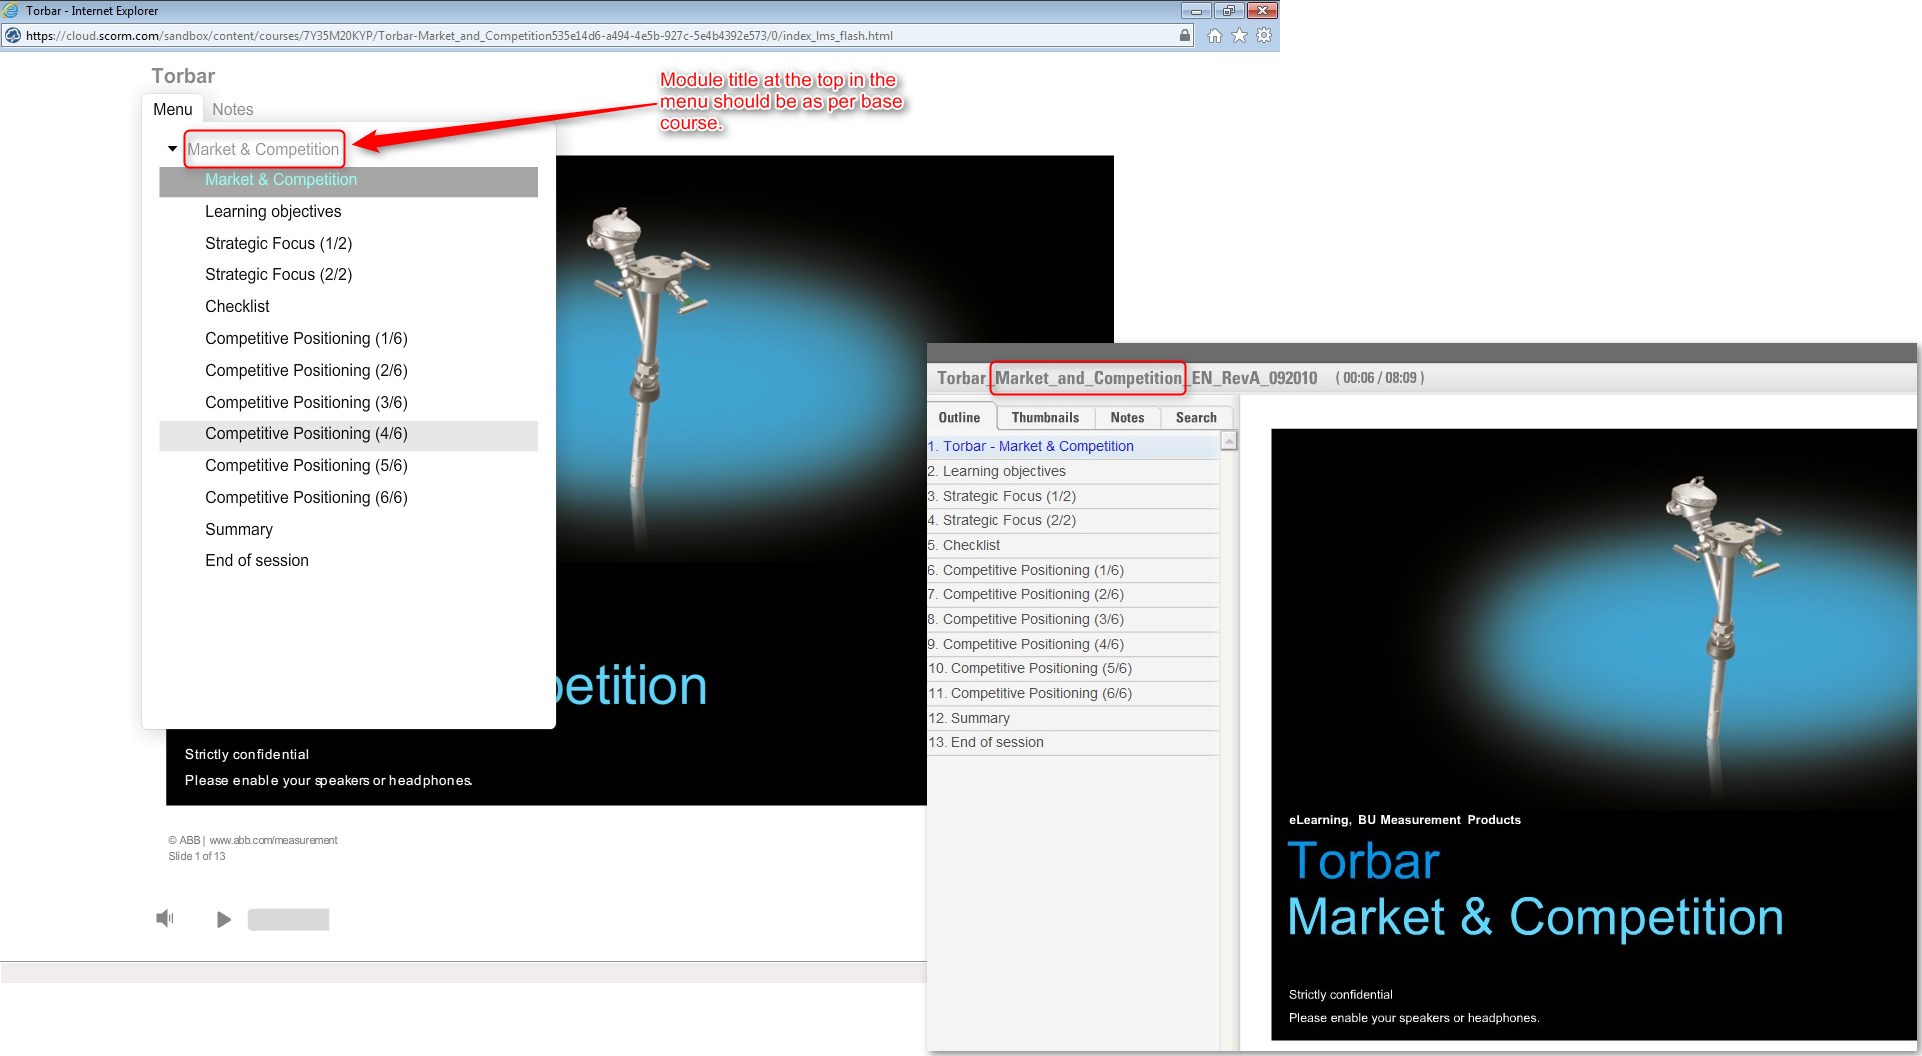 Torbar - Internet Explorer
https://cloud.scorm.com/sandbox/content/courses/7Y35M20KYP/Torbar-Market_and_Competition535e14d6-a494-4e5b-927c-5e4b4392e573/0/index_lms_flash.html
Torbar
Menu Notes
Market & Competition
Market & Competition
Learning objectives
Strategic Focus (1/2)
Strategic Focus (2/2)
Checklist
Competitive Positioning (1/6)
Competitive Positioning (2/6)
Competitive Positioning (3/6)
Competitive Positioning (4/6)
Competitive Positioning (5/6)
Competitive Positioning (6/6)
Summary
End of session
Module title at the top in the
menu should be as per base
course.
petition
Strictly confidential
Please enable your speakers or headphones.
© ABB | www.abb.com/measurement
Slide 1 of 13
Torbar_Market_and_Competition_EN_RevA_092010 ( 00:06 / 08:09 )
Outline Thumbnails Notes Search
1. Torbar - Market & Competition
2. Learning objectives
3. Strategic Focus (1/2)
4. Strategic Focus (2/2)
5. Checklist
6. Competitive Positioning (1/6)
7. Competitive Positioning (2/6)
8. Competitive Positioning (3/6)
9. Competitive Positioning (4/6)
10. Competitive Positioning (5/6)
11. Competitive Positioning (6/6)
12. Summary
13. End of session
eLearning, BU Measurement Products
Torbar
Market & Competition
Strictly confidential
Please enable your speakers or headphones.